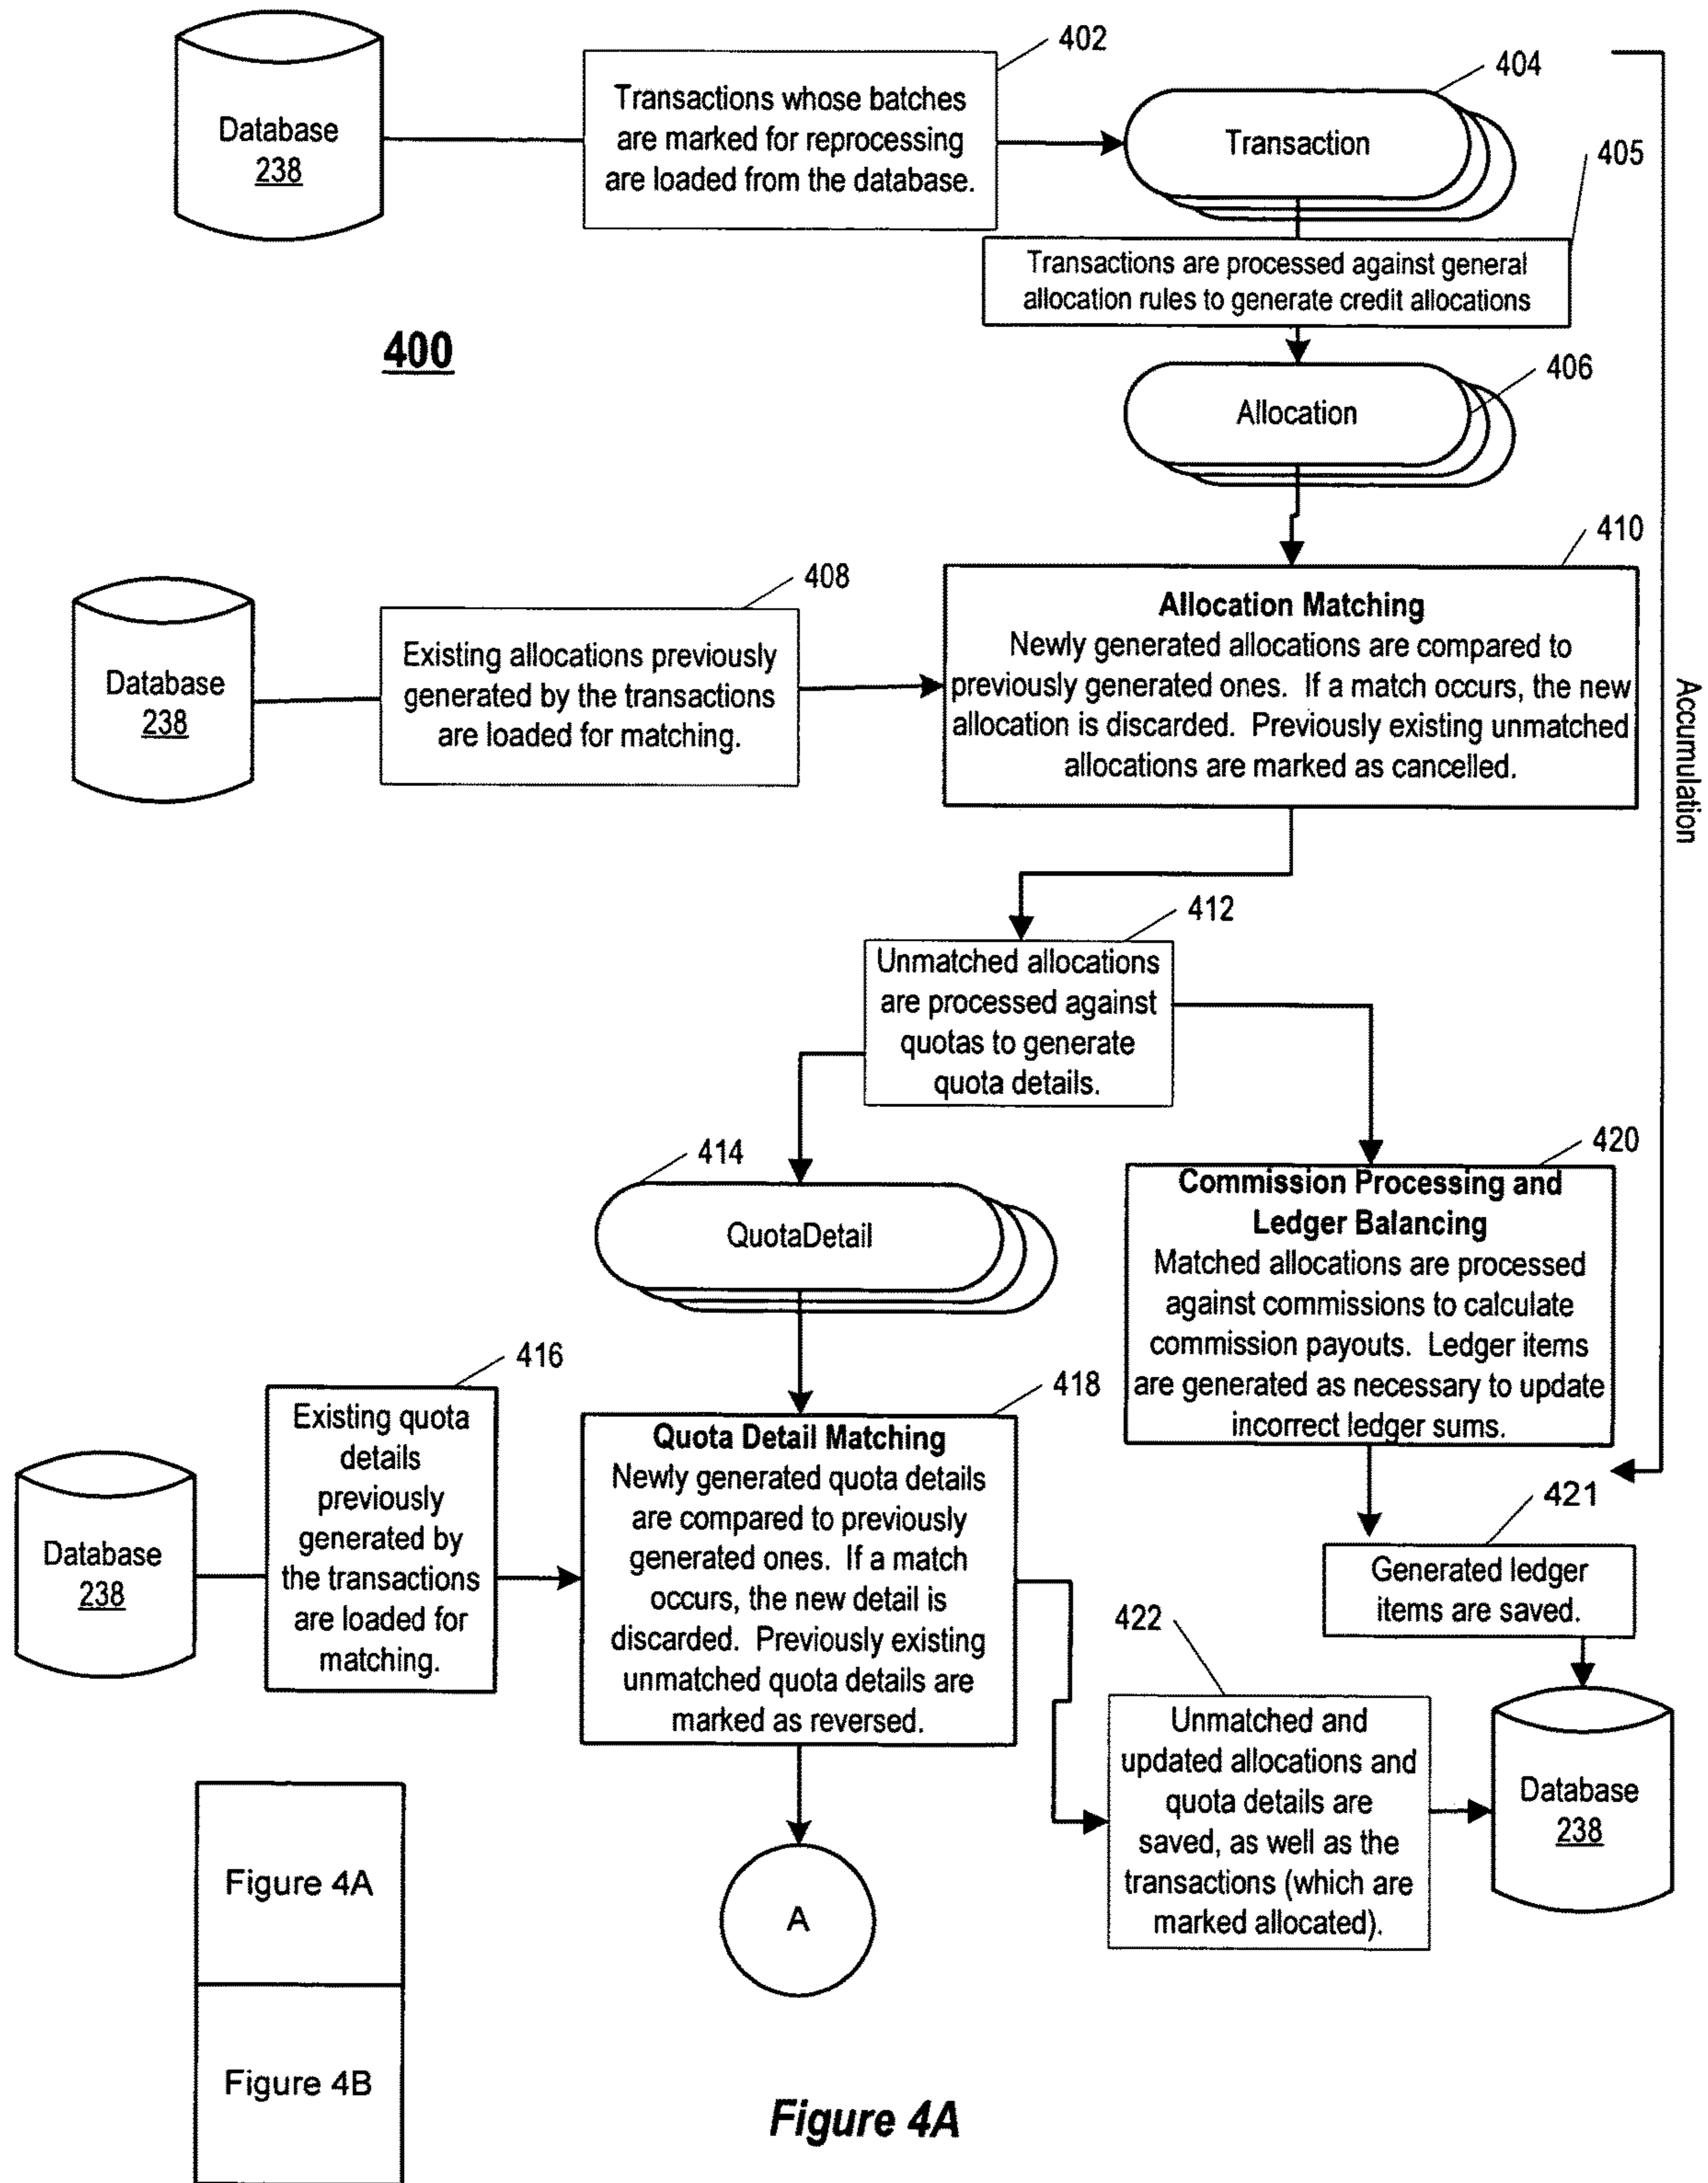 402
404
Database
238
Transactions whose batches
are marked for reprocessing
are loaded from the database.
Transaction
405
Transactions are processed against general
allocation rules to generate credit allocations
400
406
Allocation
410
408
Allocation Matching
Newly generated allocations are compared to
previously generated ones. If a match occurs, the new
allocation is discarded. Previously existing unmatched
allocations are marked as cancelled.
Existing allocations previously
generated by the transactions
are loaded for matching.
Database
238
Accumulation
412
Unmatched allocations
are processed against
quotas to generate
quota details.
414
420
QuotaDetail
Commission Processing and
Ledger Balancing
Matched allocations are processed
against commissions to calculate
commission payouts. Ledger items
are generated as necessary to update
incorrect ledger sums.
416
418
Existing quota
details
previously
generated by
the transactions
are loaded for
matching.
Quota Detail Matching
Newly generated quota details
are compared to previously
generated ones. If a match
occurs, the new detail is
discarded. Previously existing
unmatched quota details are
marked as reversed.
Database
238
421
Generated ledger
items are saved.
422
Unmatched and
updated allocations and
quota details are
saved, as well as the
transactions (which are
marked allocated).
Database
238
A
Figure 4A
Figure 4B
Figure 4A